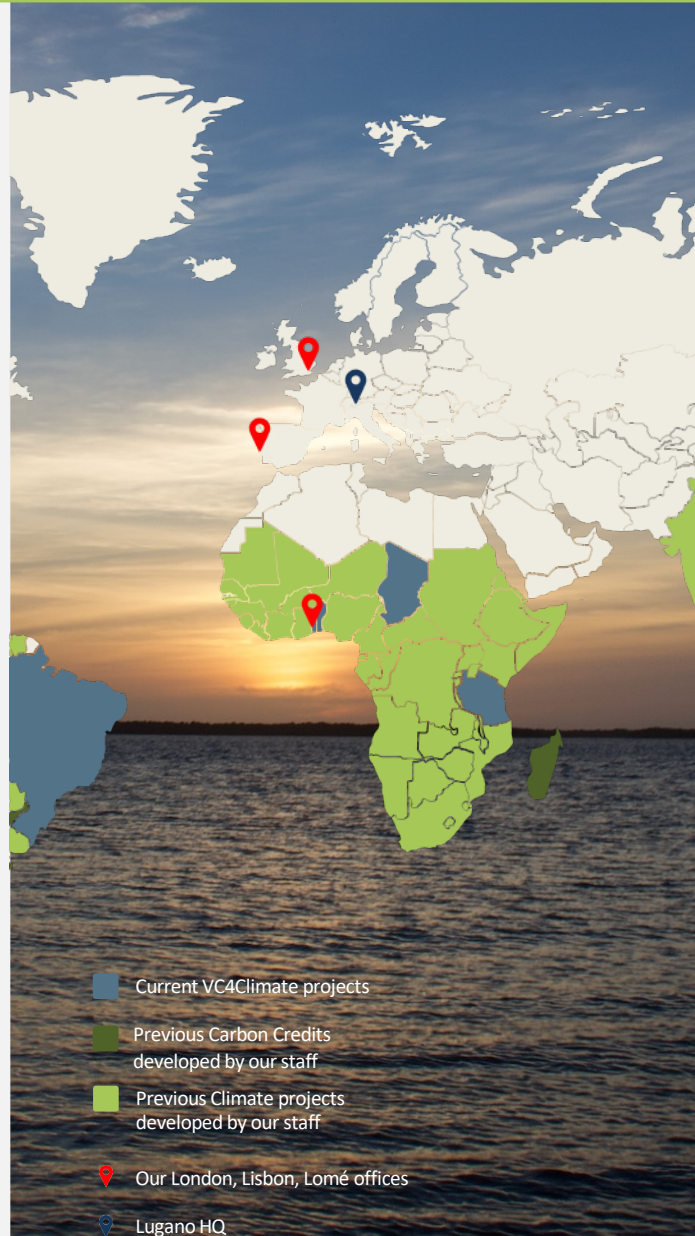 Current VC4Climate projects
Previous Carbon Credits
developed by our staff
Previous Climate projects
developed by our staff
Our London, Lisbon, Lomé offices
Lugano HQ